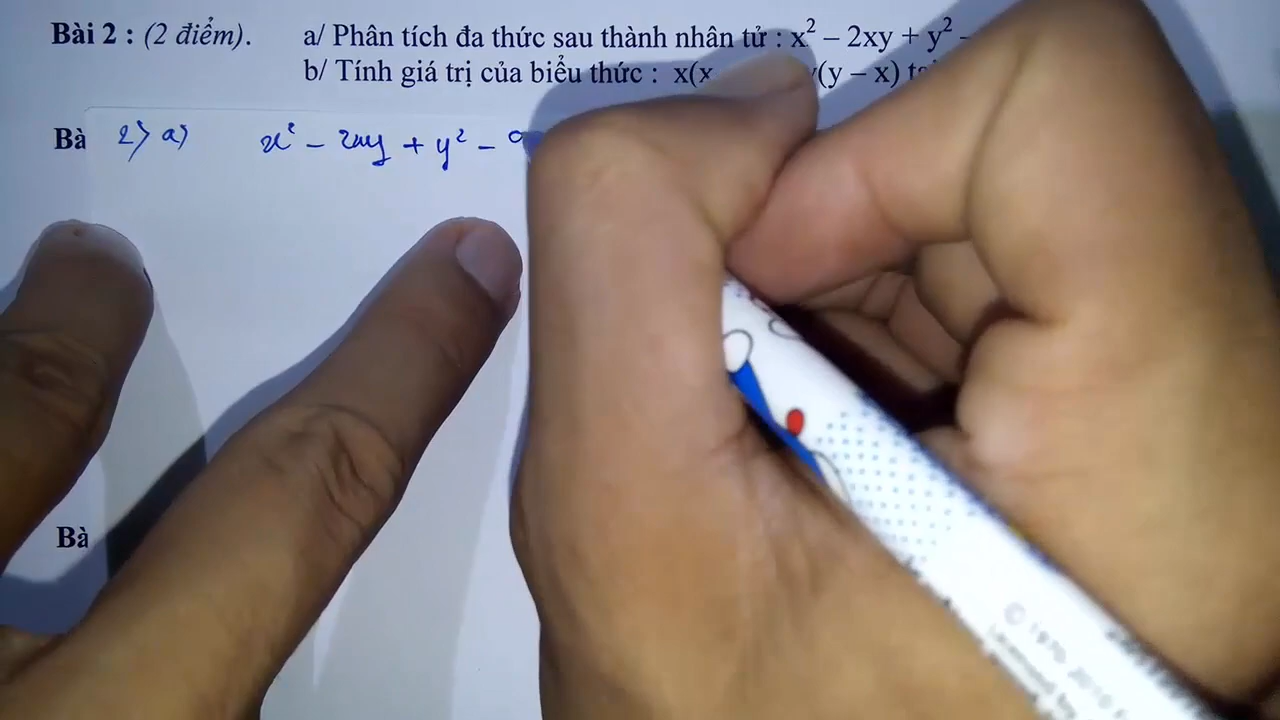 Bài 2 : (2 điểm). a/ Phân tích đa thức sau thành nhân tử : x² – 2xy + y² -
b/ Tính giá trị của biểu thức : x(x (y – x)
Bà 2) a) x² - 2xy + y² -
Bà